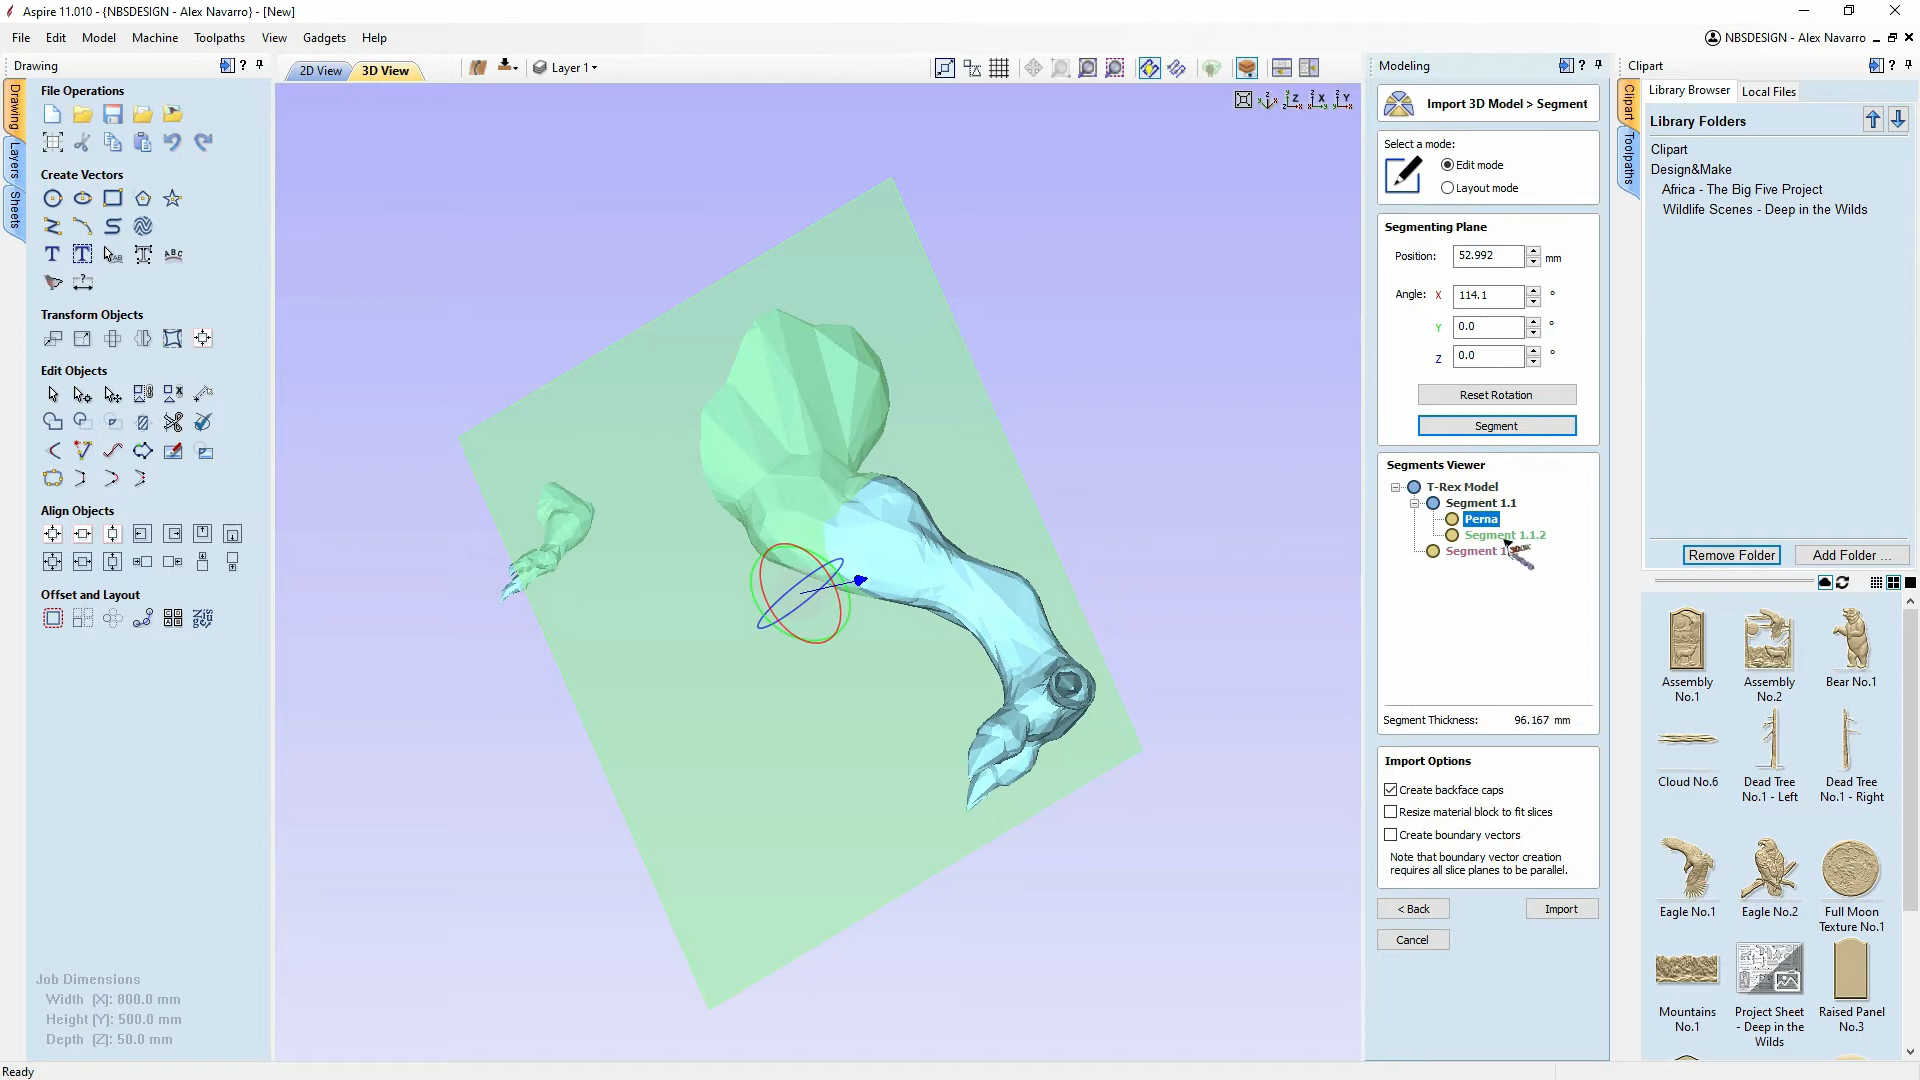 Aspire 11.010 - {NBSDESIGN - Alex Navarro} - [New]
File Edit Model Machine Toolpaths View Gadgets Help
NBSDESIGN - Alex Navarro
Drawing
Drawing
Layers
Sheets
File Operations
Create Vectors
Transform Objects
Edit Objects
Align Objects
Offset and Layout
Job Dimensions
Width (X): 800.0 mm
Height (Y): 500.0 mm
Depth (Z): 50.0 mm
Ready
2D View
3D View
Layer 1
Modeling
Import 3D Model > Segment
Select a mode:
Edit mode
Layout mode
Segmenting Plane
Position: 52.992 mm
Angle: X 114.1 °
Y 0.0 °
Z 0.0 °
Reset Rotation
Segment
Segments Viewer
T-Rex Model
Segment 1.1
Perna
Segment 1.1.2
Segment 1
Segment Thickness: 96.167 mm
Import Options
Create backface caps
Resize material block to fit slices
Create boundary vectors
Note that boundary vector creation
requires all slice planes to be parallel.
< Back
Import
Cancel
Clipart
Clipart
Toolpaths
Library Browser
Local Files
Library Folders
Clipart
Design&Make
Africa - The Big Five Project
Wildlife Scenes - Deep in the Wilds
Remove Folder
Add Folder ...
Assembly
No.1
Assembly
No.2
Bear No.1
Cloud No.6
Dead Tree
No.1 - Left
Dead Tree
No.1 - Right
Eagle No.1
Eagle No.2
Full Moon
Texture No.1
Mountains
No.1
Project Sheet
- Deep in the
Wilds
Raised Panel
No.3